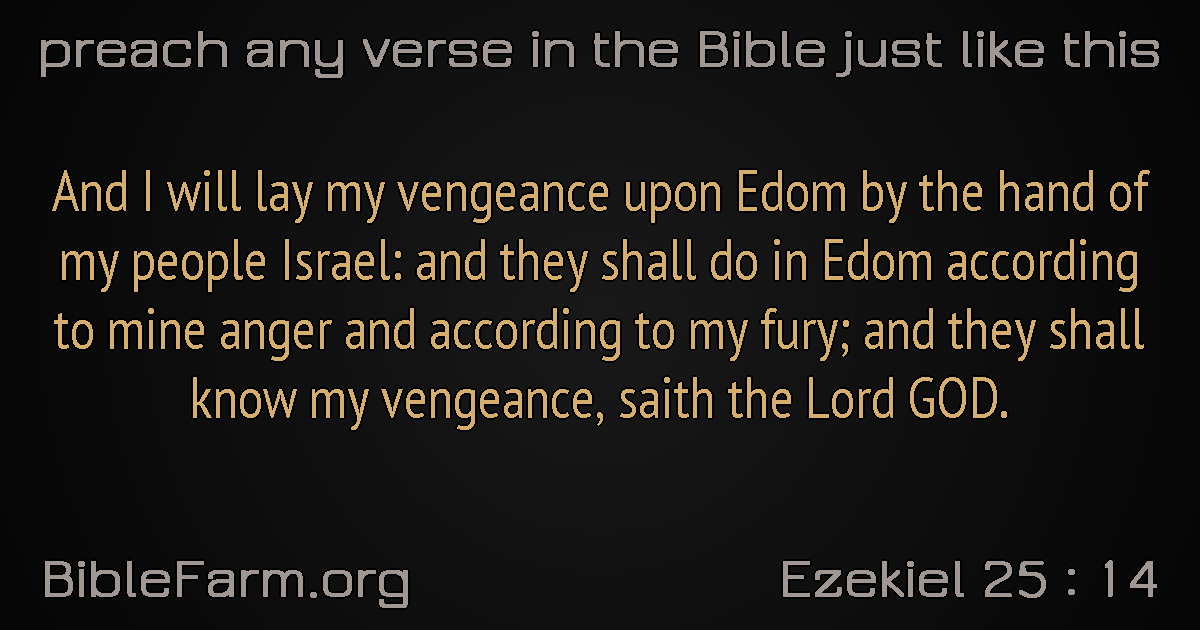 preach any verse in the Bible just like this
And I will lay my vengeance upon Edom by the hand of
my people Israel: and they shall do in Edom according
to mine anger and according to my fury; and they shall
know my vengeance, saith the Lord GOD.
BibleFarm.org
Ezekiel 25 : 14